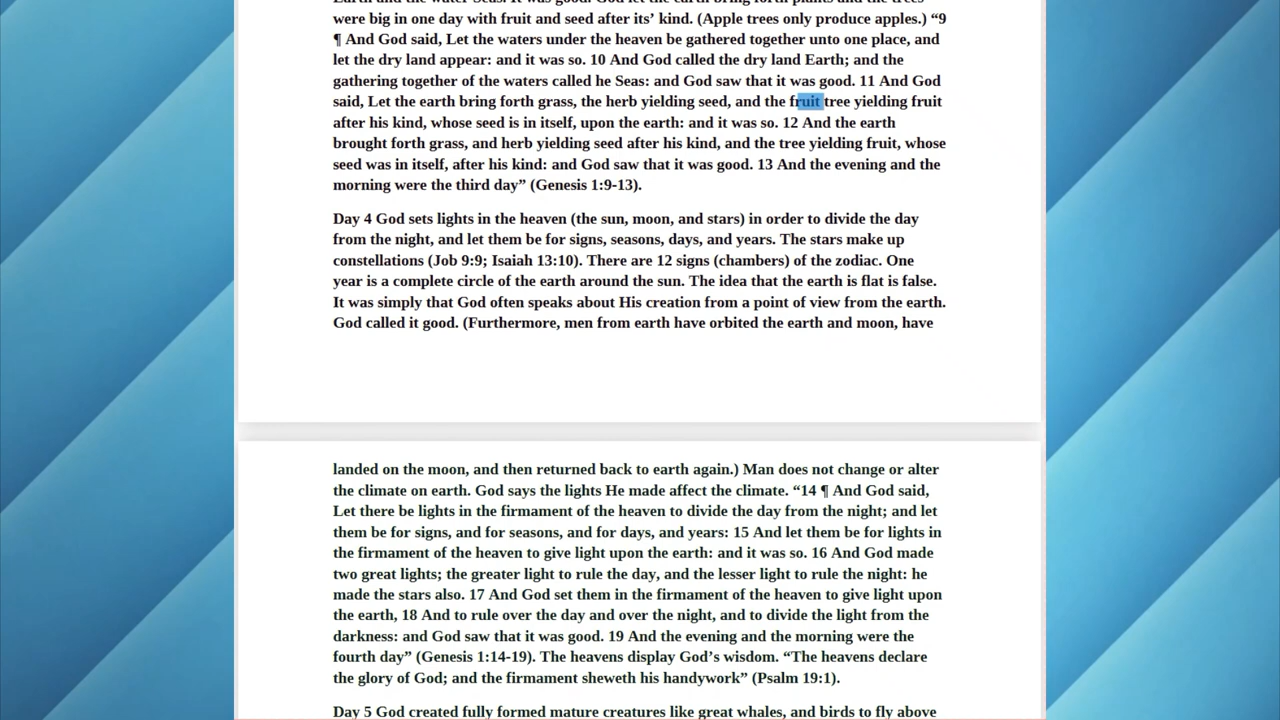 were big in one day with fruit and seed after its’ kind. (Apple trees only produce apples.) “9
¶ And God said, Let the waters under the heaven be gathered together unto one place, and
let the dry land appear: and it was so. 10 And God called the dry land Earth; and the
gathering together of the waters called he Seas: and God saw that it was good. 11 And God
said, Let the earth bring forth grass, the herb yielding seed, and the fruit tree yielding fruit
after his kind, whose seed is in itself, upon the earth: and it was so. 12 And the earth
brought forth grass, and herb yielding seed after his kind, and the tree yielding fruit, whose
seed was in itself, after his kind: and God saw that it was good. 13 And the evening and the
morning were the third day” (Genesis 1:9-13).
Day 4 God sets lights in the heaven (the sun, moon, and stars) in order to divide the day
from the night, and let them be for signs, seasons, days, and years. The stars make up
constellations (Job 9:9; Isaiah 13:10). There are 12 signs (chambers) of the zodiac. One
year is a complete circle of the earth around the sun. The idea that the earth is flat is false.
It was simply that God often speaks about His creation from a point of view from the earth.
God called it good. (Furthermore, men from earth have orbited the earth and moon, have
landed on the moon, and then returned back to earth again.) Man does not change or alter
the climate on earth. God says the lights He made affect the climate. “14 ¶ And God said,
Let there be lights in the firmament of the heaven to divide the day from the night; and let
them be for signs, and for seasons, and for days, and years: 15 And let them be for lights in
the firmament of the heaven to give light upon the earth: and it was so. 16 And God made
two great lights; the greater light to rule the day, and the lesser light to rule the night: he
made the stars also. 17 And God set them in the firmament of the heaven to give light upon
the earth, 18 And to rule over the day and over the night, and to divide the light from the
darkness: and God saw that it was good. 19 And the evening and the morning were the
fourth day” (Genesis 1:14-19). The heavens display God’s wisdom. “The heavens declare
the glory of God; and the firmament sheweth his handywork” (Psalm 19:1).
Day 5 God created fully formed mature creatures like great whales, and birds to fly above